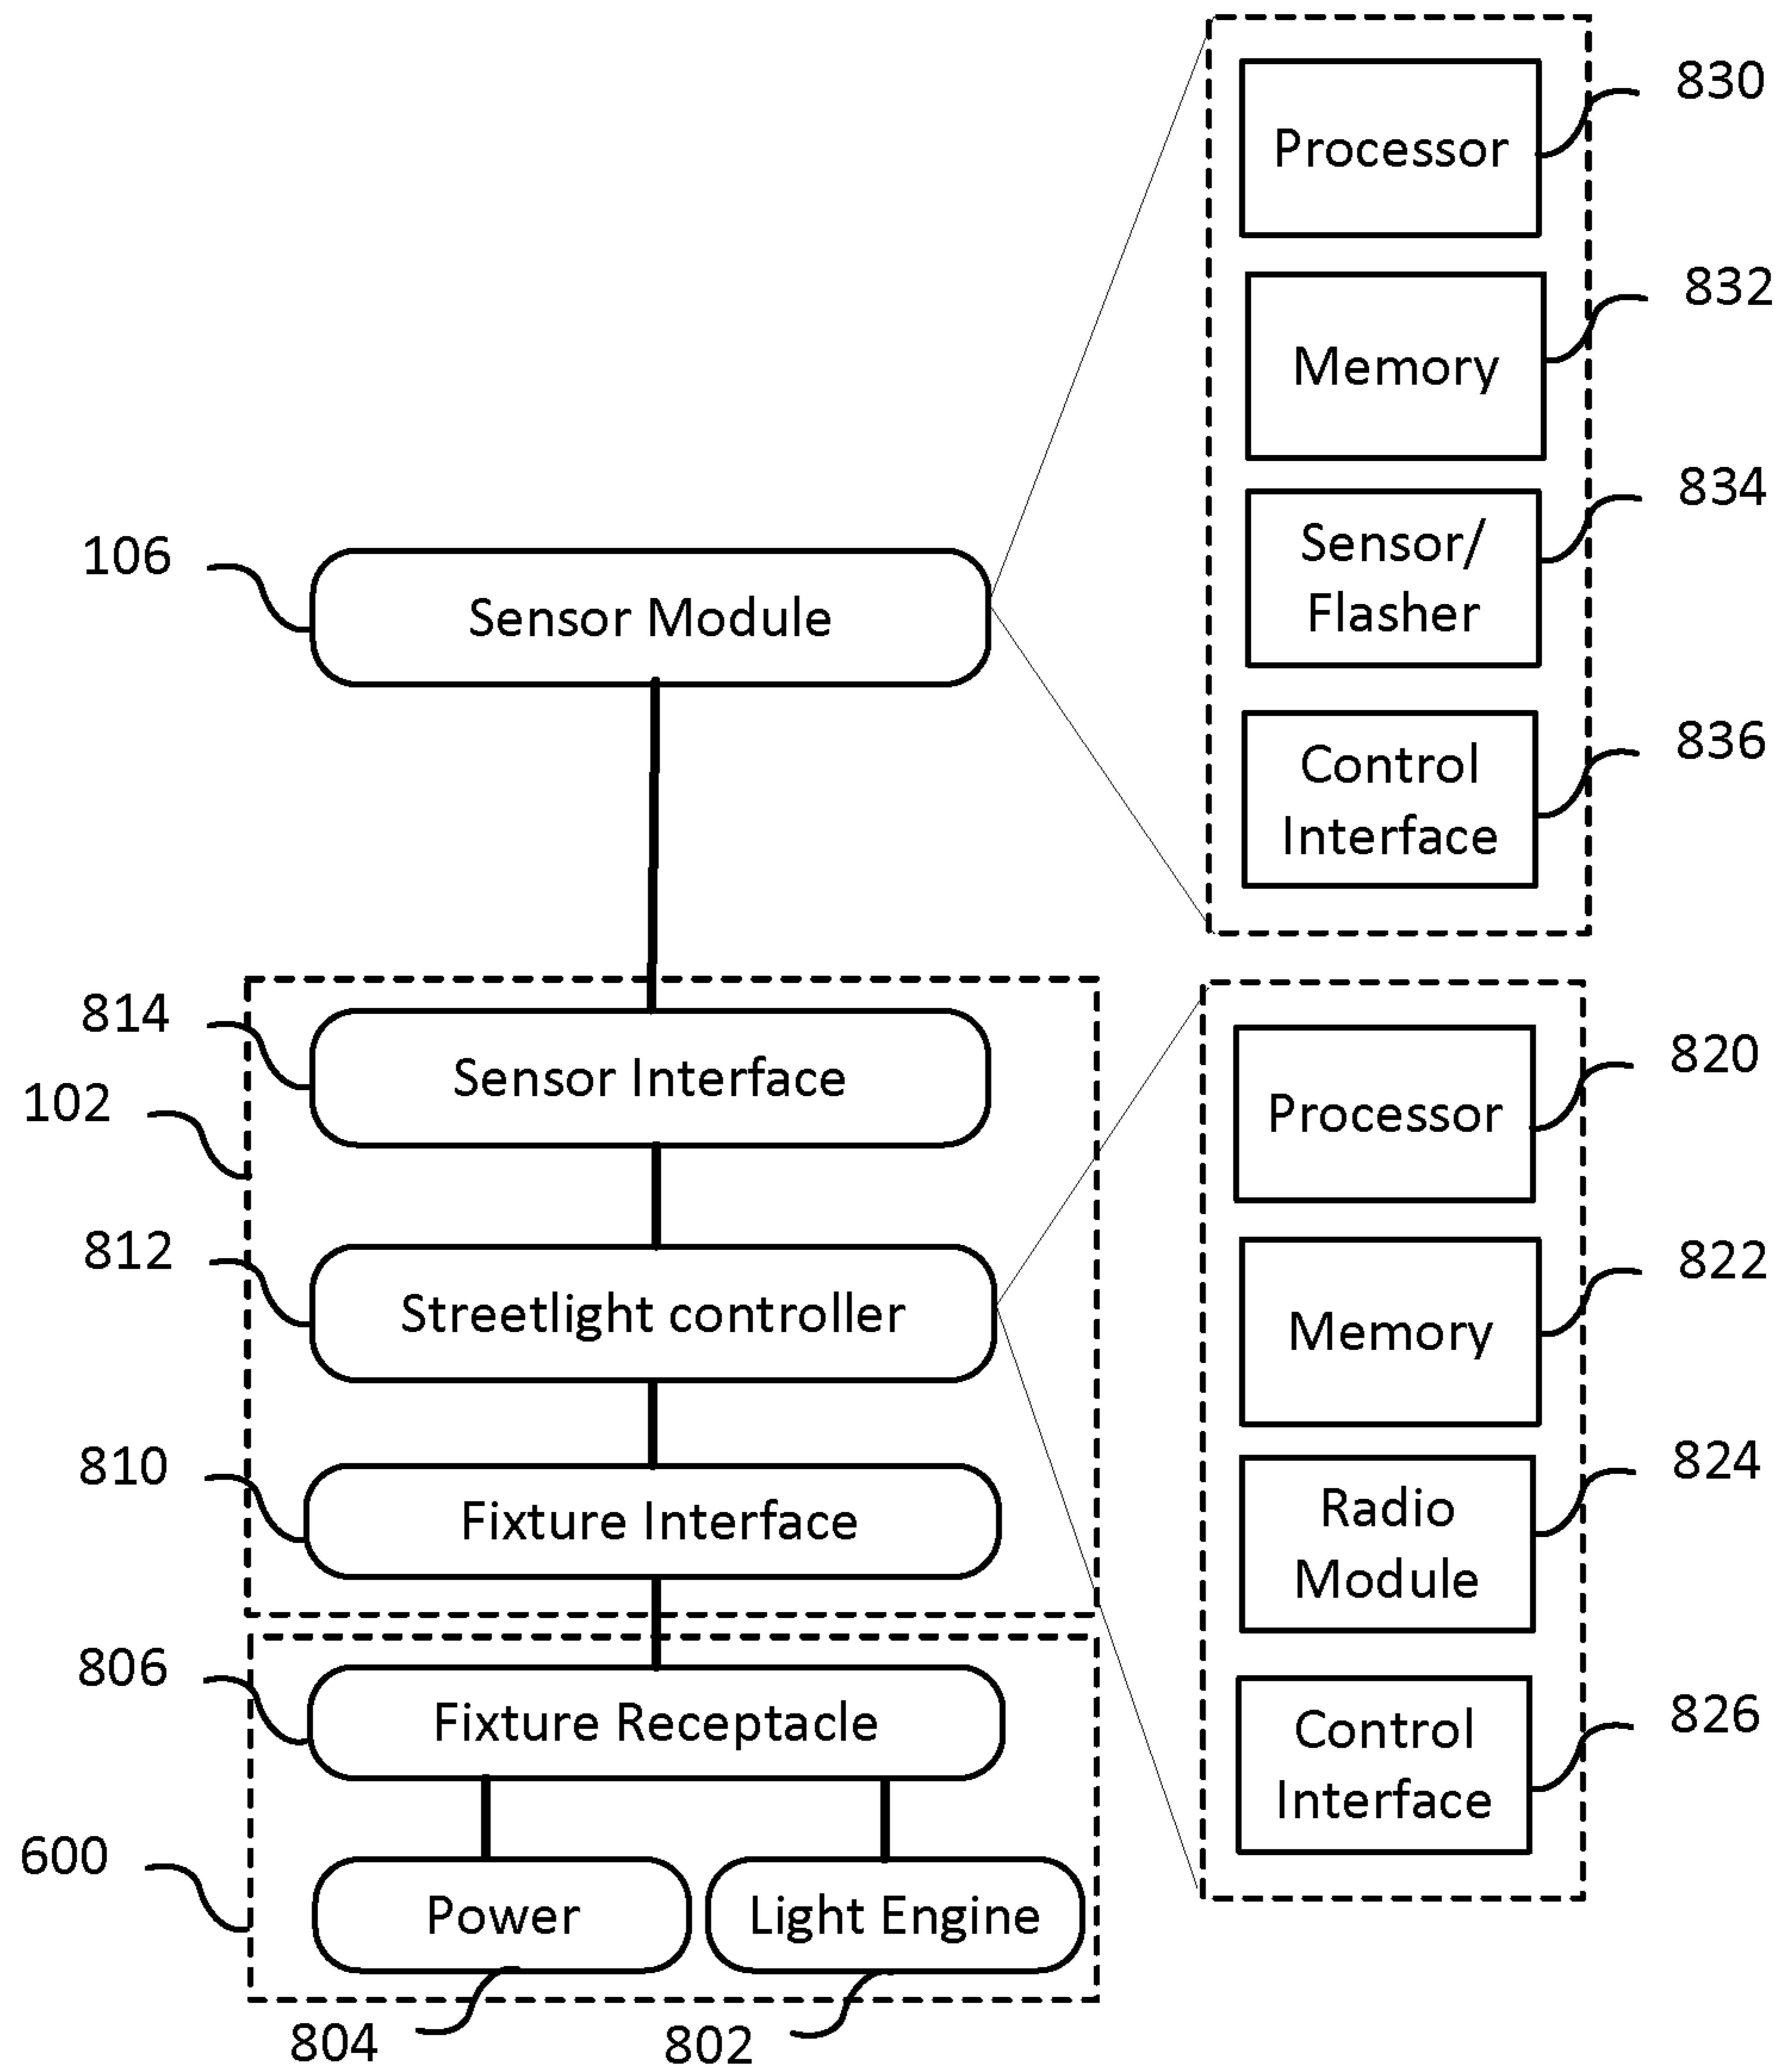 830
Processor
832
Memory
834
Sensor/
Flasher
106
Sensor Module
836
Control
Interface
814
Sensor Interface
102
820
Processor
812
Streetlight controller
822
Memory
810
Fixture Interface
824
Radio
Module
806
Fixture Receptacle
826
Control
Interface
600
Power
Light Engine
804
802